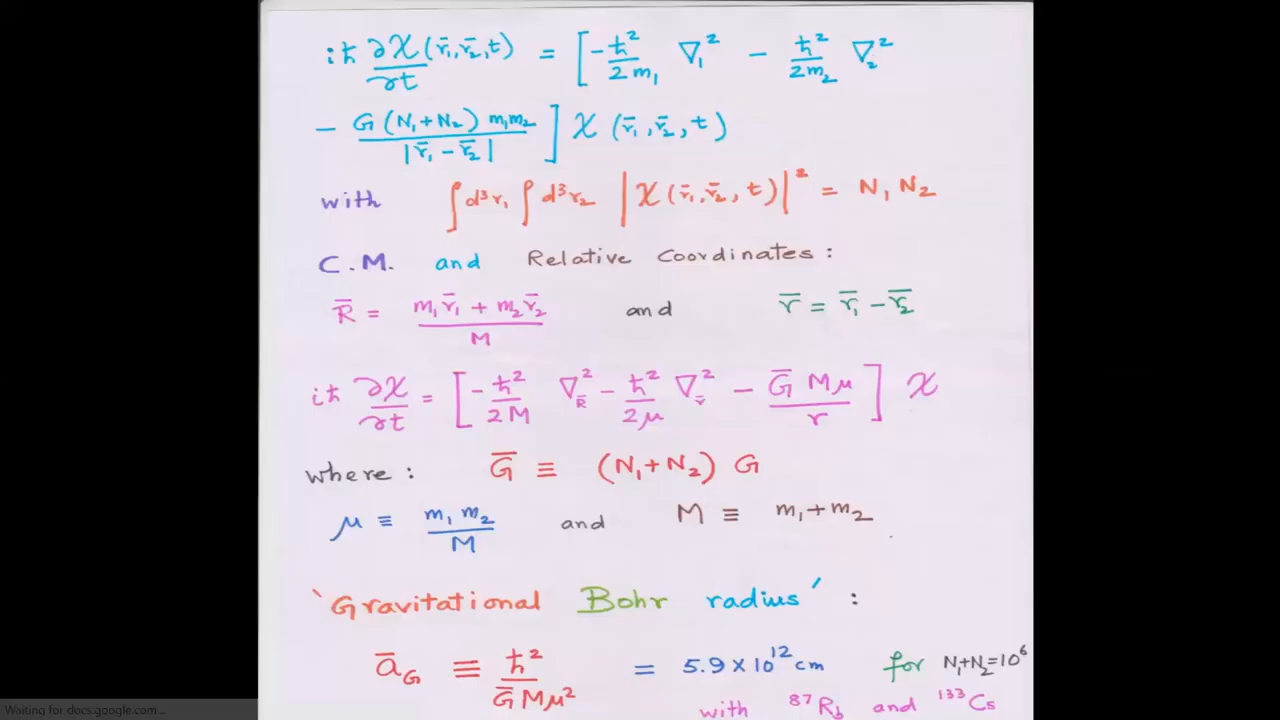 iħ ∂χ(r̄₁,r̄₂,t)/∂t = [-ħ²/2m₁ ∇₁² - ħ²/2m₂ ∇₂²
- G(N₁+N₂) m₁m₂/|r̄₁-r̄₂| ] χ(r̄₁,r̄₂,t)
with ∫d³r₁ ∫d³r₂ |χ(r̄₁,r̄₂,t)|² = N₁N₂
C.M. and Relative Coordinates:
R̄ = m₁r̄₁ + m₂r̄₂/M and r̄ = r̄₁ - r̄₂
iħ ∂χ/∂t = [-ħ²/2M ∇²_R̄ - ħ²/2μ ∇²_r̄ - Ḡ M μ/r ] χ
where: Ḡ ≡ (N₁+N₂) G
μ ≡ m₁m₂/M and M ≡ m₁+m₂
'Gravitational Bohr radius' :
ā_G ≡ ħ²/ḠMμ² = 5.9×10¹² cm for N₁+N₂=10⁶
with ⁸⁷Rb and ¹³³Cs
Waiting for docs.google.com...